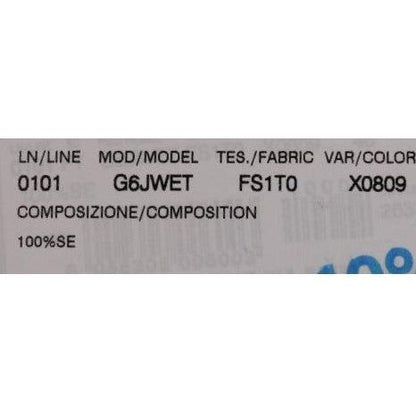 LN/LINE MOD/MODEL TES./FABRIC VAR/COLOR
0101 G6JWET FS1T0 X0809
COMPOSIZIONE/COMPOSITION
100%SE